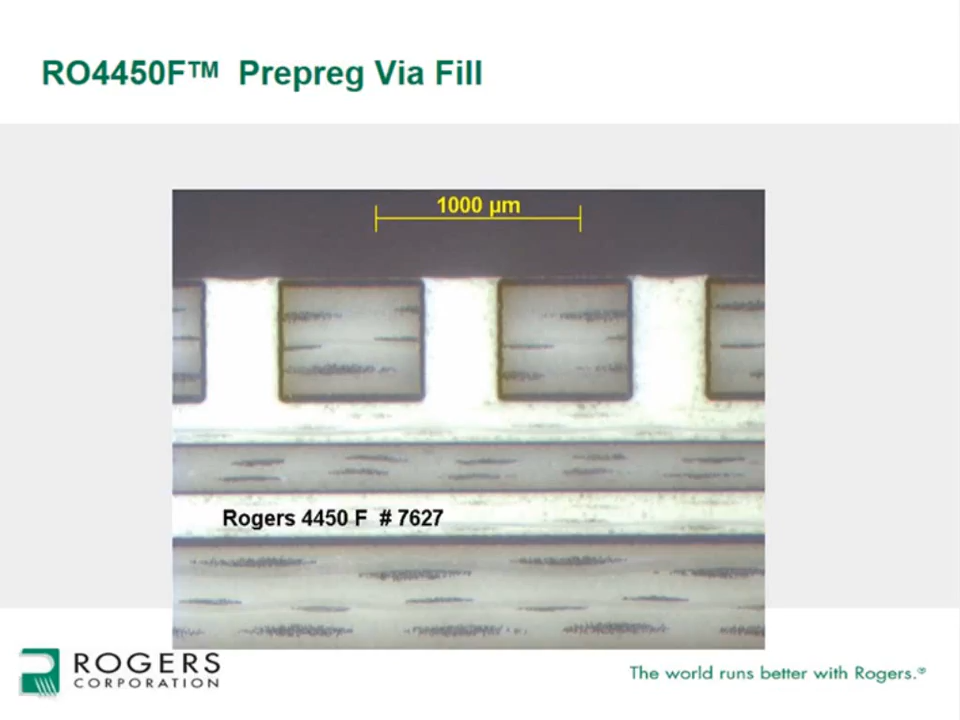 RO4450F™ Prepreg Via Fill
1000 µm
Rogers 4450 F # 7627
ROGERS
CORPORATION
The world runs better with Rogers.®